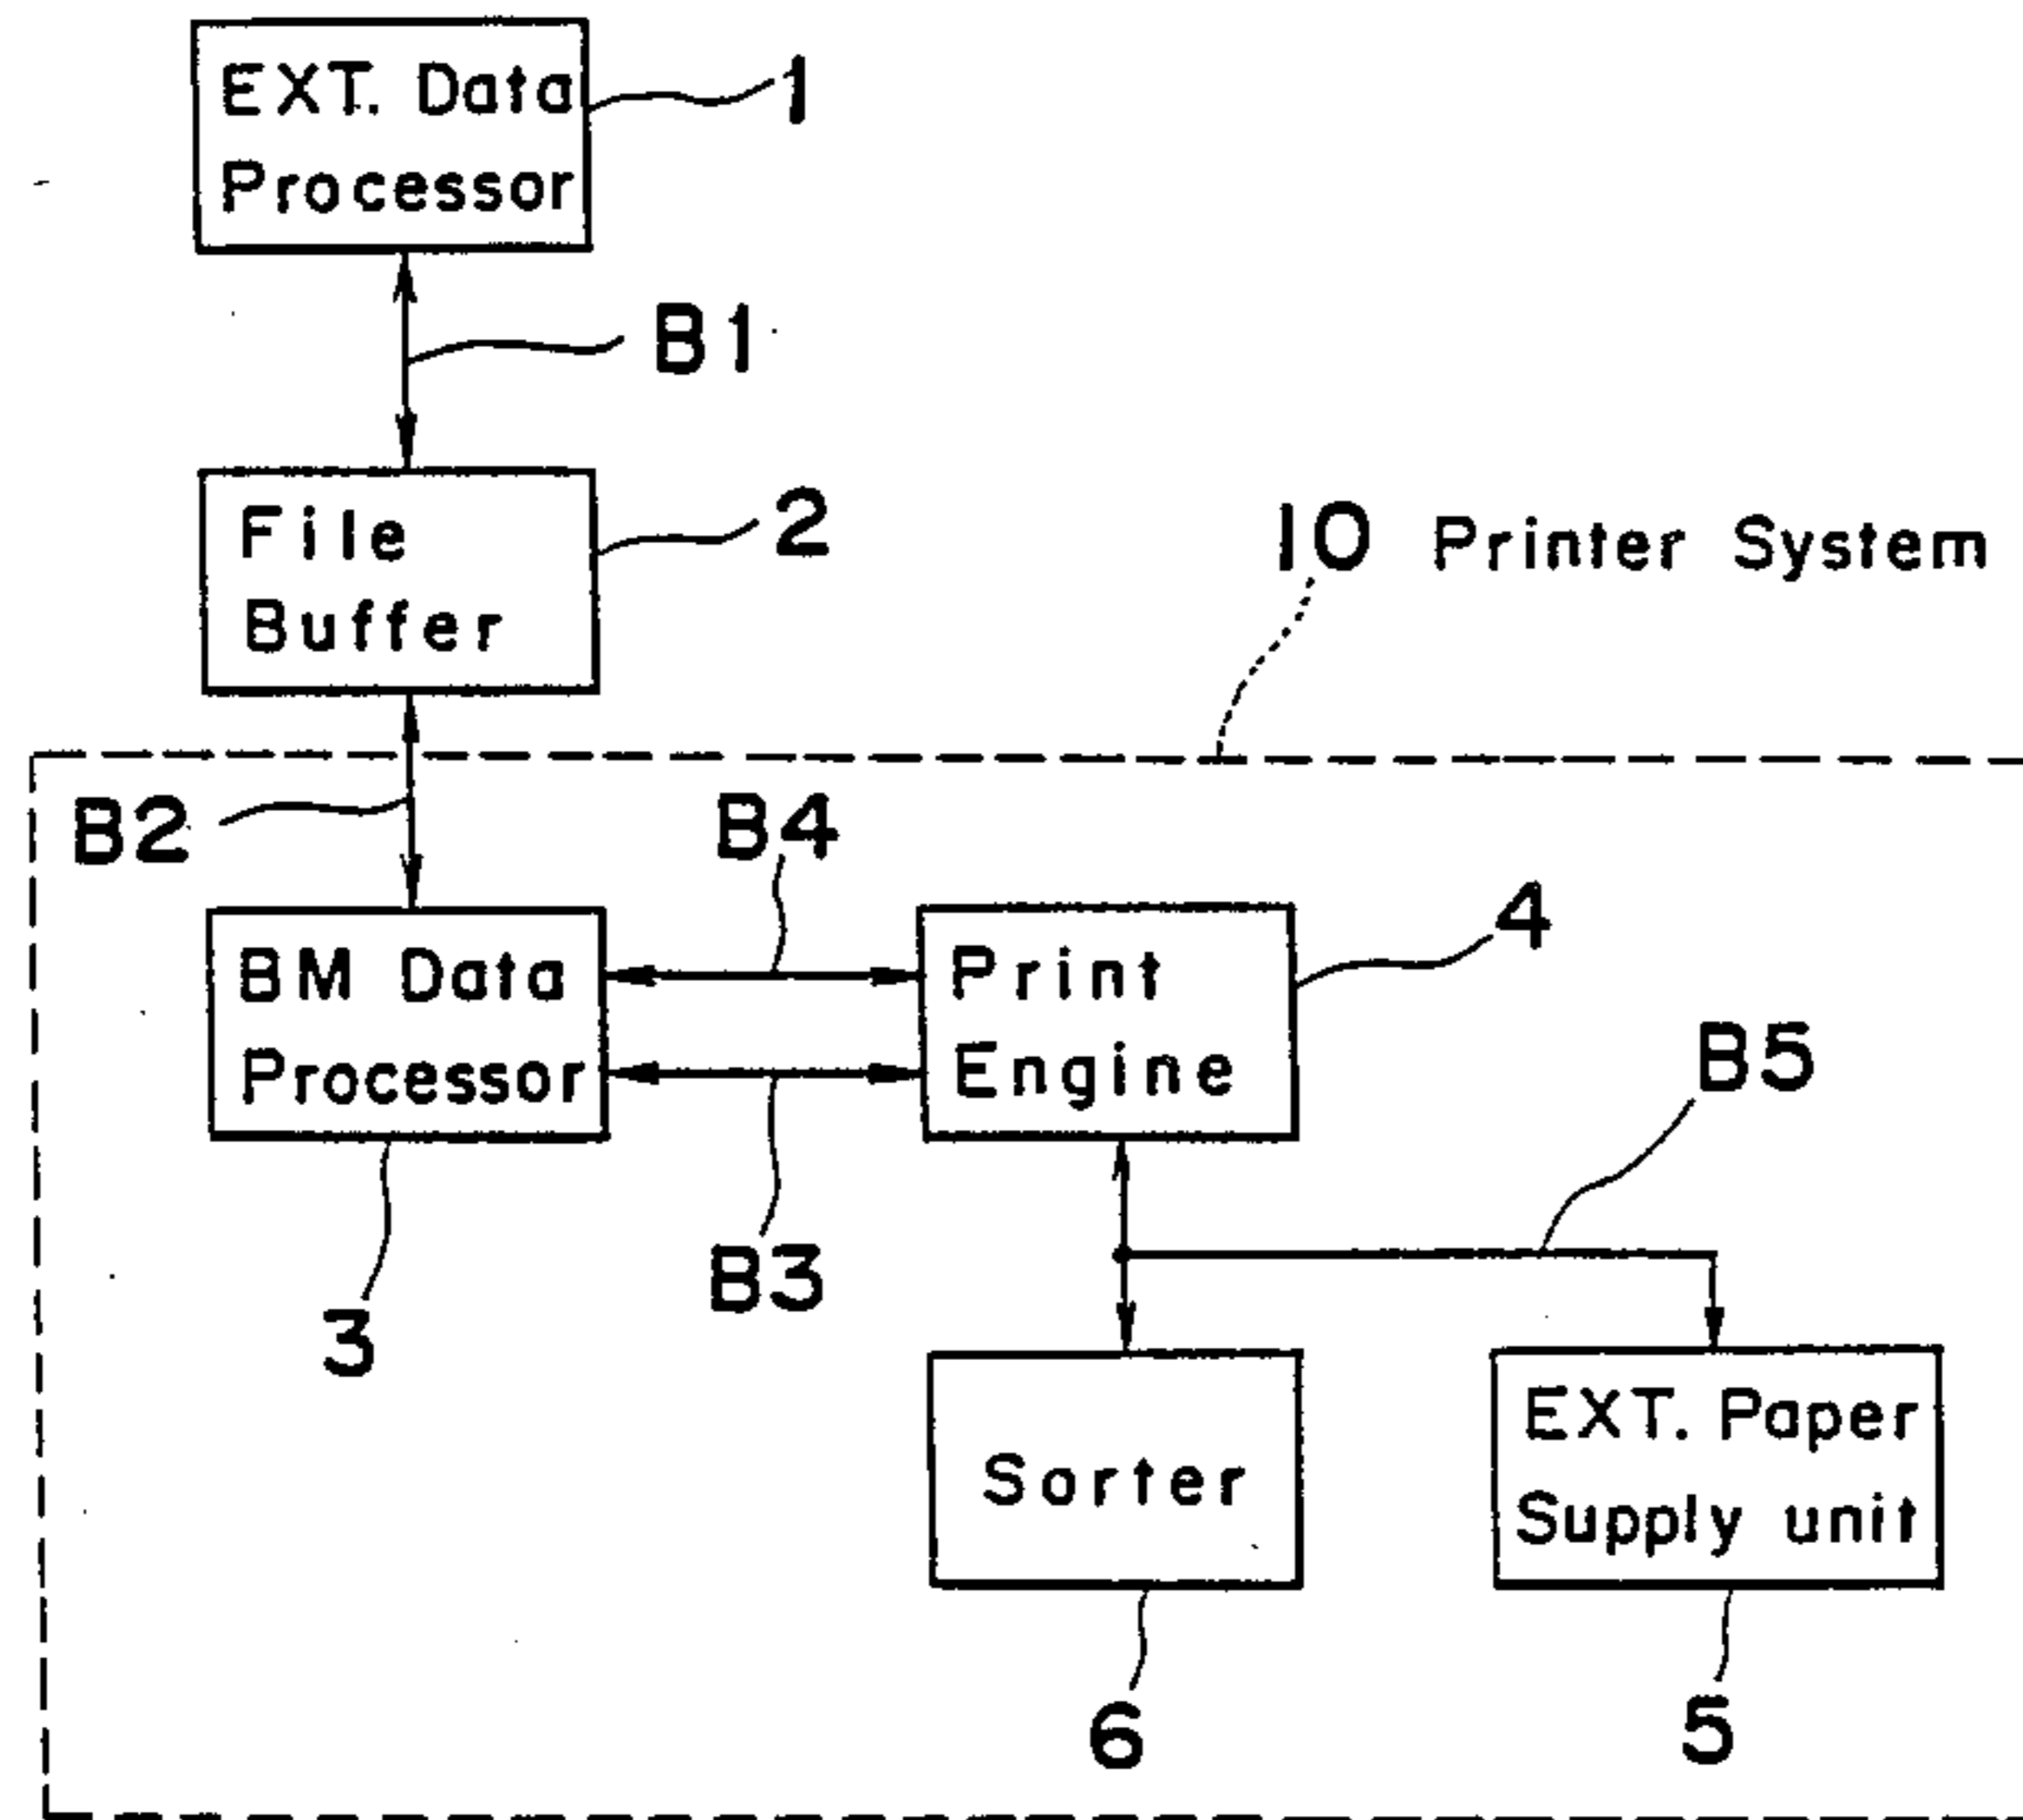 EXT. Data
Processor
1
B1
File
Buffer
2
10 Printer System
B2
B4
BM Data
Processor
Print
Engine
4
B5
3
B3
Sorter
EXT. Paper
Supply unit
6
5